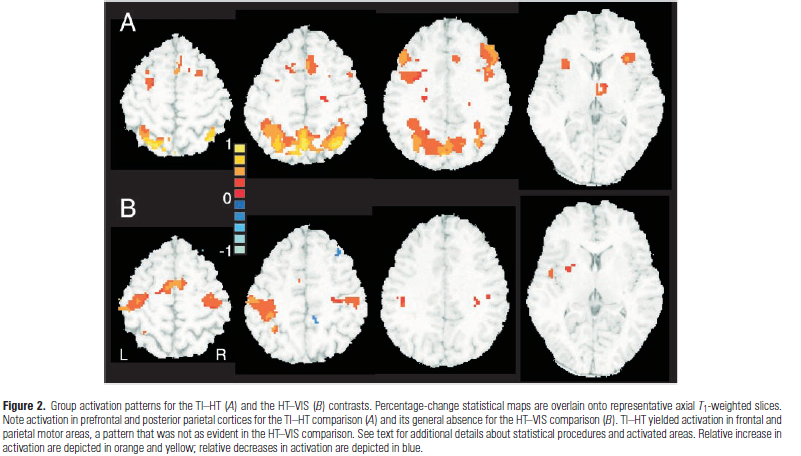 A
1
0
-1
B
L R
Figure 2. Group activation patterns for the TI–HT (A) and the HT–VIS (B) contrasts. Percentage-change statistical maps are overlain onto representative axial T1-weighted slices.
Note activation in prefrontal and posterior parietal cortices for the TI–HT comparison (A) and its general absence for the HT–VIS comparison (B). TI–HT yielded activation in frontal and
parietal motor areas, a pattern that was not as evident in the HT–VIS comparison. See text for additional details about statistical procedures and activated areas. Relative increase in
activation are depicted in orange and yellow; relative decreases in activation are depicted in blue.